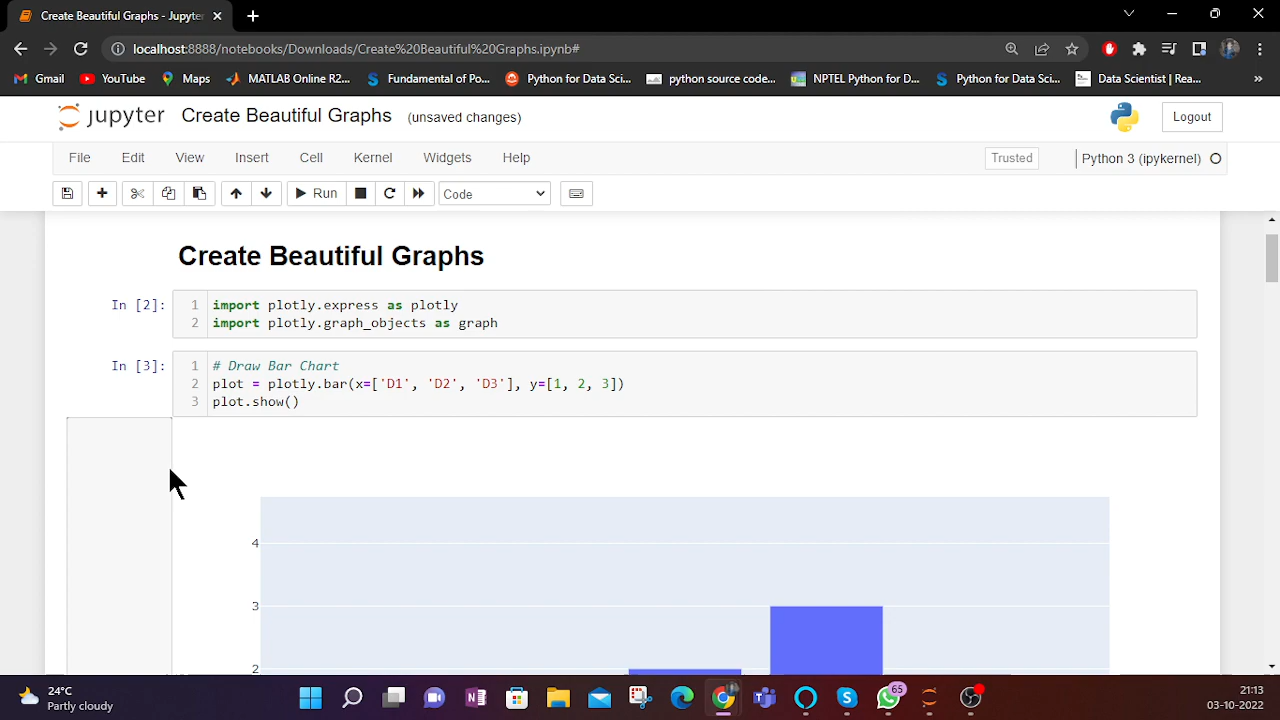 Create Beautiful Graphs - Jupyter
localhost:8888/notebooks/Downloads/Create%20Beautiful%20Graphs.ipynb#
Gmail YouTube Maps MATLAB Online R2... Fundamental of Po... Python for Data Sci... python source code... NPTEL Python for D... Python for Data Sci... Data Scientist | Rea... »
jupyter Create Beautiful Graphs (unsaved changes) Logout
File Edit View Insert Cell Kernel Widgets Help Trusted Python 3 (ipykernel)
Run Code
Create Beautiful Graphs
In [2]: 1 import plotly.express as plotly
2 import plotly.graph_objects as graph
In [3]: 1 # Draw Bar Chart
2 plot = plotly.bar(x=['D1', 'D2', 'D3'], y=[1, 2, 3])
3 plot.show()
4
3
2
24°C 65 21:13
Partly cloudy 03-10-2022